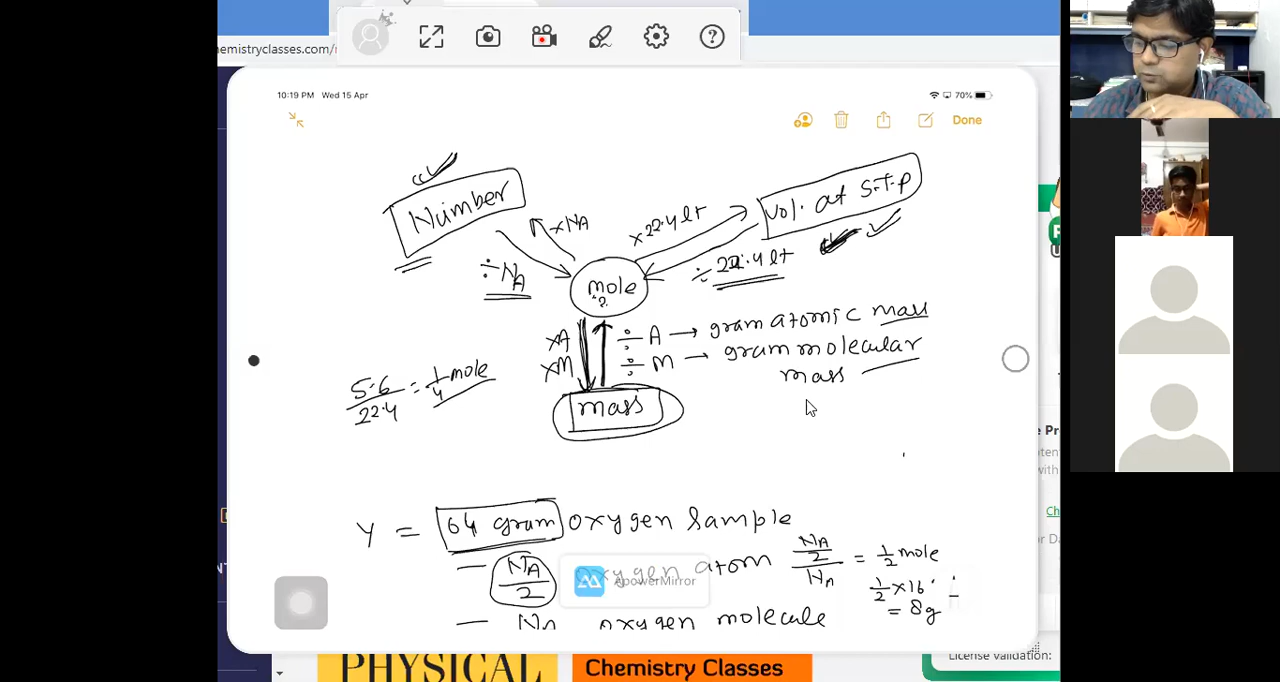 emistryclasses.com/
10:19 PM Wed 15 Apr
70%
Done
Number
vol. at S.T.P
×NA
×22.4 lt
÷NA
÷22.4 lt
mole
?
×A
÷ A → gram atomic mass
×M
÷ M → gram molecular
mass
mass
5.6/22.4 = 1/4 mole
Y = 64 gram oxygen sample
— NA/2 oxygen atom
NA/2/NA = 1/2 mole
1/2 × 16
= 8g
— oxygen molecule
ApowerMirror
PHYSICAL
Chemistry Classes
License validation: